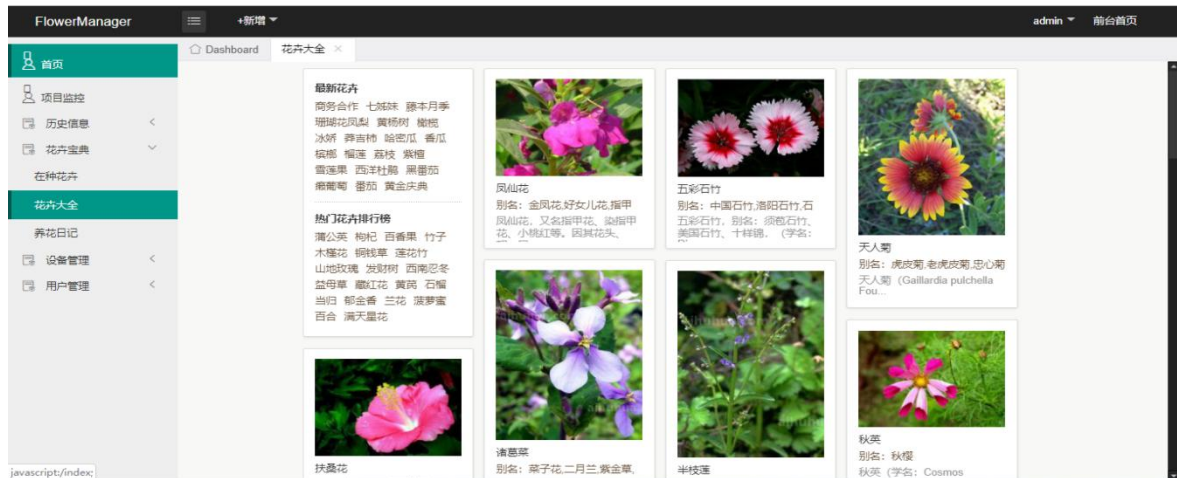 FlowerManager
+新增
admin
前台首页
首页
项目监控
历史信息
花卉宝典
在种花卉
花卉大全
养花日记
设备管理
用户管理
javascript:/index;
Dashboard
花卉大全
最新花卉
商务合作 七姊妹 藤本月季
珊瑚花凤梨 黄杨树 橄榄
冰娇 莽吉柿 哈密瓜 香瓜
槟榔 榴莲 荔枝 紫檀
雪莲果 西洋杜鹃 黑番茄
癞葡萄 番茄 黄金庆典
热门花卉排行榜
蒲公英 枸杞 百香果 竹子
木槿花 铜钱草 莲花竹
山地玫瑰 发财树 西南忍冬
益母草 藏红花 黄芪 石榴
当归 郁金香 兰花 菠萝蜜
百合 满天星花
扶桑花
凤仙花
别名：金凤花,好女儿花,指甲
凤仙花、又名指甲花、染指甲
花、小桃红等。因其花头、
诸葛菜
别名：菜子花,二月兰,紫金草,
五彩石竹
别名：中国石竹,洛阳石竹,石
五彩石竹，别名：须苞石竹、
美国石竹、十样锦。（学名：
半枝莲
天人菊
别名：虎皮菊,老虎皮菊,忠心菊
天人菊（Gaillardia pulchella
Fou...
秋英
别名：秋樱
秋英（学名：Cosmos